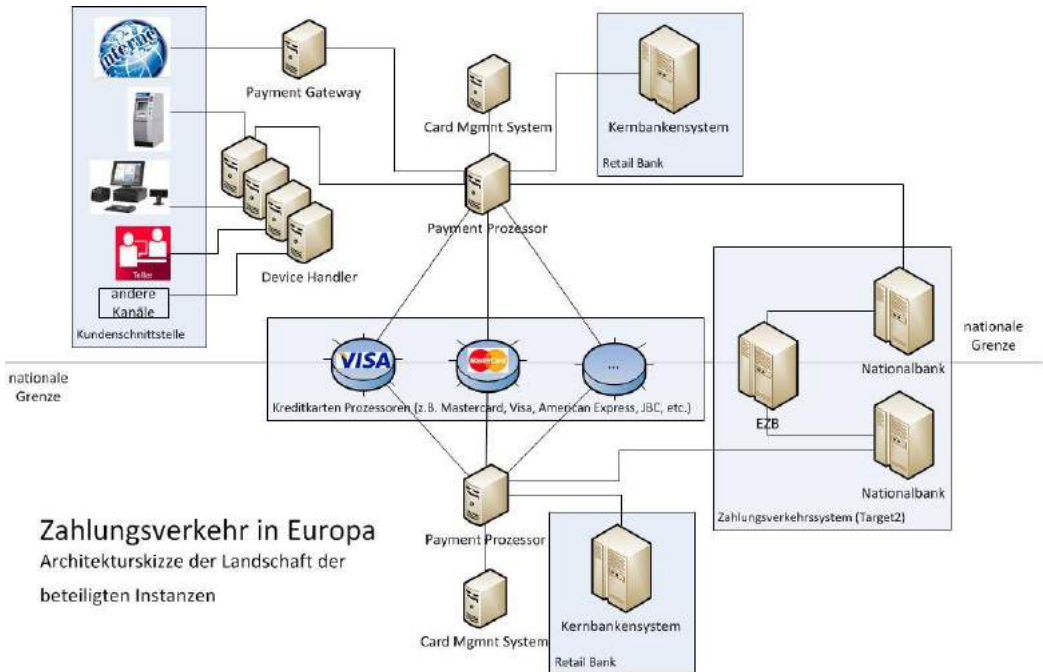 Interne
Payment Gateway
Card Mgmnt System
Kernbankensystem
Retail Bank
Payment Prozessor
Teller
Device Handler
andere
Kanäle
Kundenschnittstelle
nationale
Grenze
nationale
Grenze
VISA
MasterCard
...
Kreditkarten Prozessoren (z.B. Mastercard, Visa, American Express, JBC, etc.)
EZB
Nationalbank
Nationalbank
Zahlungsverkehrssystem (Target2)
Payment Prozessor
Card Mgmnt System
Kernbankensystem
Retail Bank
Zahlungsverkehr in Europa
Architekturskizze der Landschaft der
beteiligten Instanzen